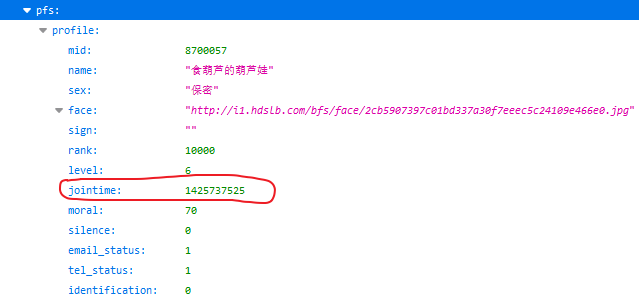 pfs:
profile:
mid: 8700057
name: "食葫芦的葫芦娃"
sex: "保密"
face: "http://i1.hdslb.com/bfs/face/2cb5907397c01bd337a30f7eeec5c24109e466e0.jpg"
sign: ""
rank: 10000
level: 6
jointime: 1425737525
moral: 70
silence: 0
email_status: 1
tel_status: 1
identification: 0